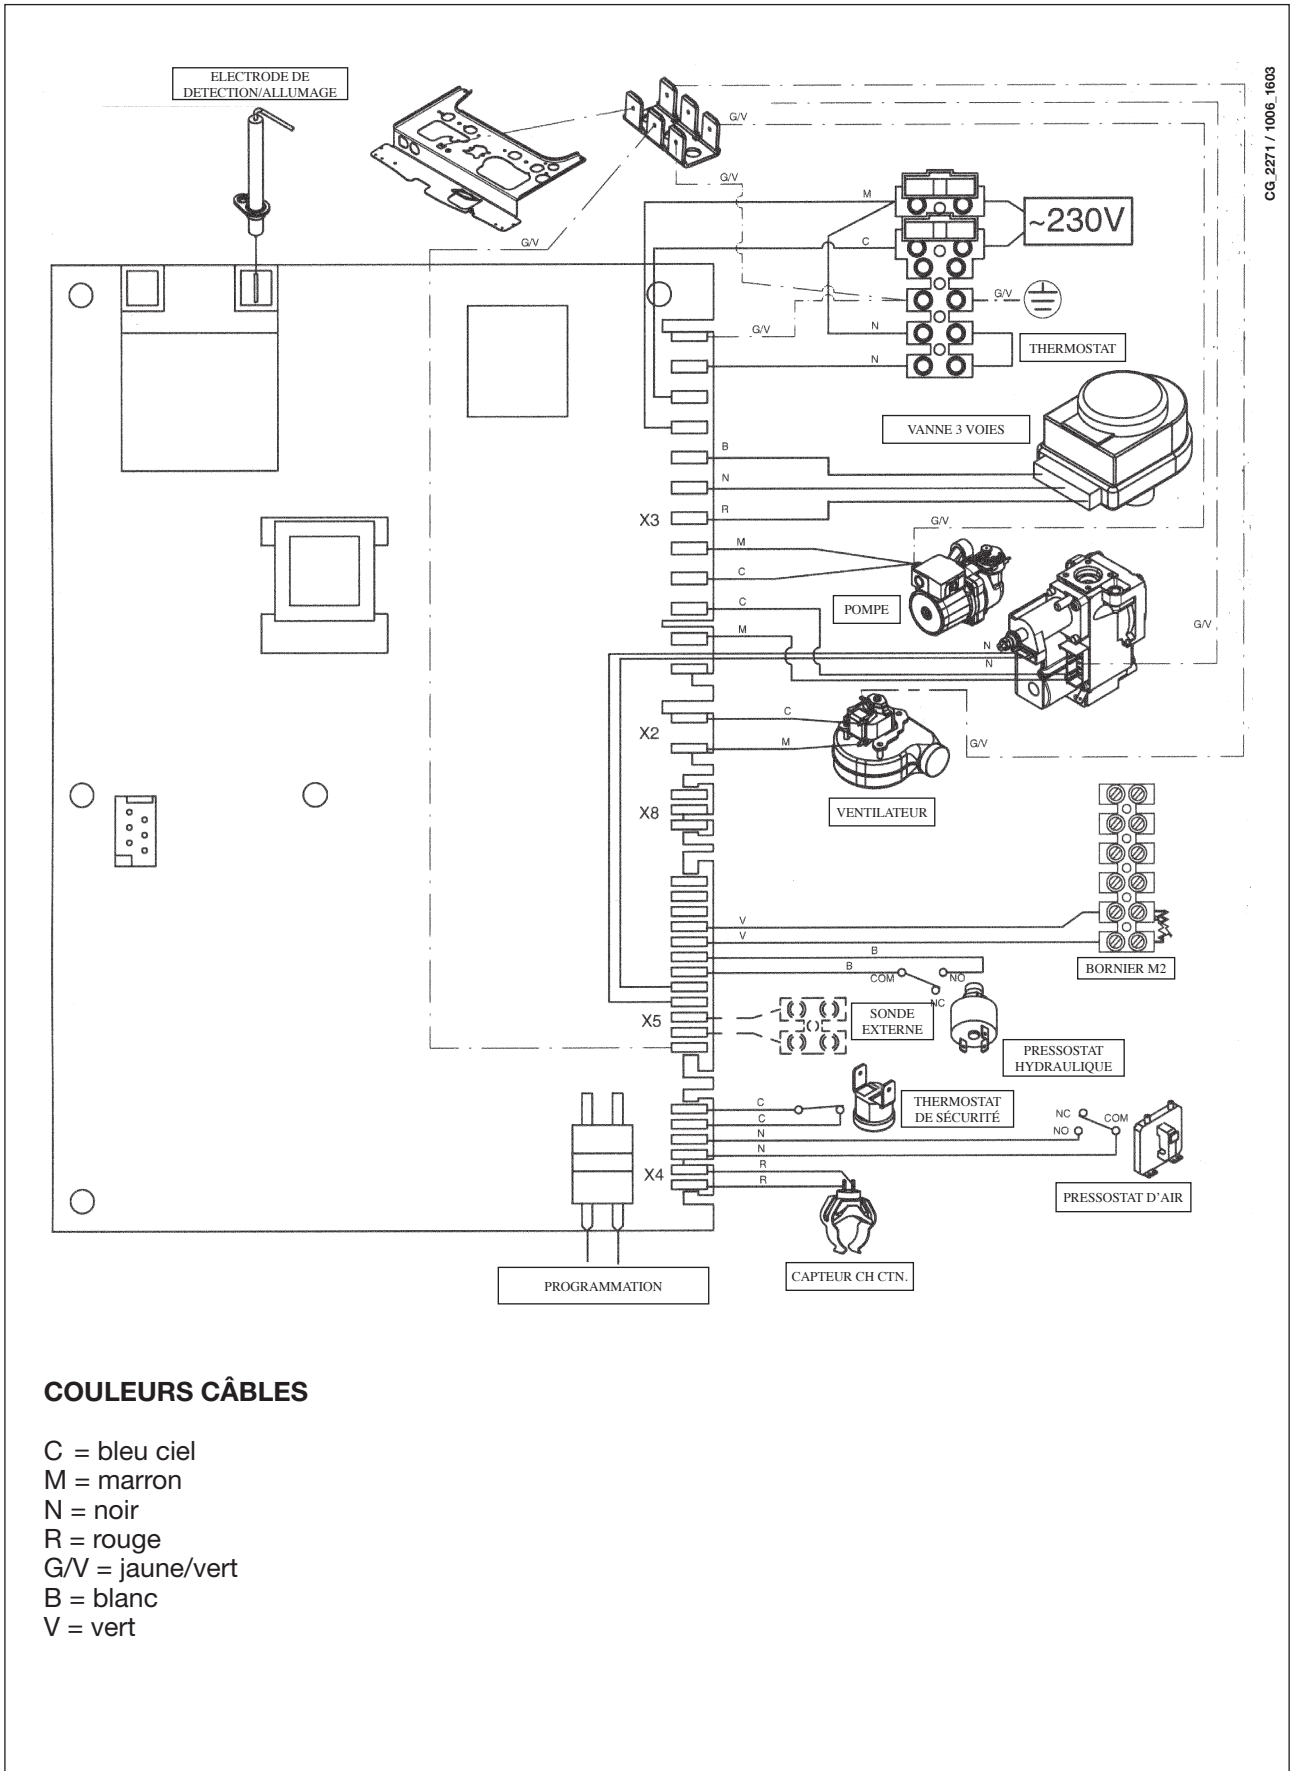 CG_2271 / 1006_1603
ELECTRODE DE
DETECTION/ALLUMAGE
G/V
G/V
M
~230V
C
G/V
G/V
G/V
N
THERMOSTAT
N
VANNE 3 VOIES
B
N
R
X3
G/V
M
C
POMPE
C
M
G/V
N
N
X2
C
M
G/V
X8
VENTILATEUR
V
V
B
B
COM
NO
NC
BORNIER M2
X5
SONDE
EXTERNE
PRESSOSTAT
HYDRAULIQUE
C
C
THERMOSTAT
DE SÉCURITÉ
N
N
NC
NO
COM
X4
R
R
PRESSOSTAT D'AIR
CAPTEUR CH CTN.
PROGRAMMATION
COULEURS CÂBLES
C = bleu ciel
M = marron
N = noir
R = rouge
G/V = jaune/vert
B = blanc
V = vert